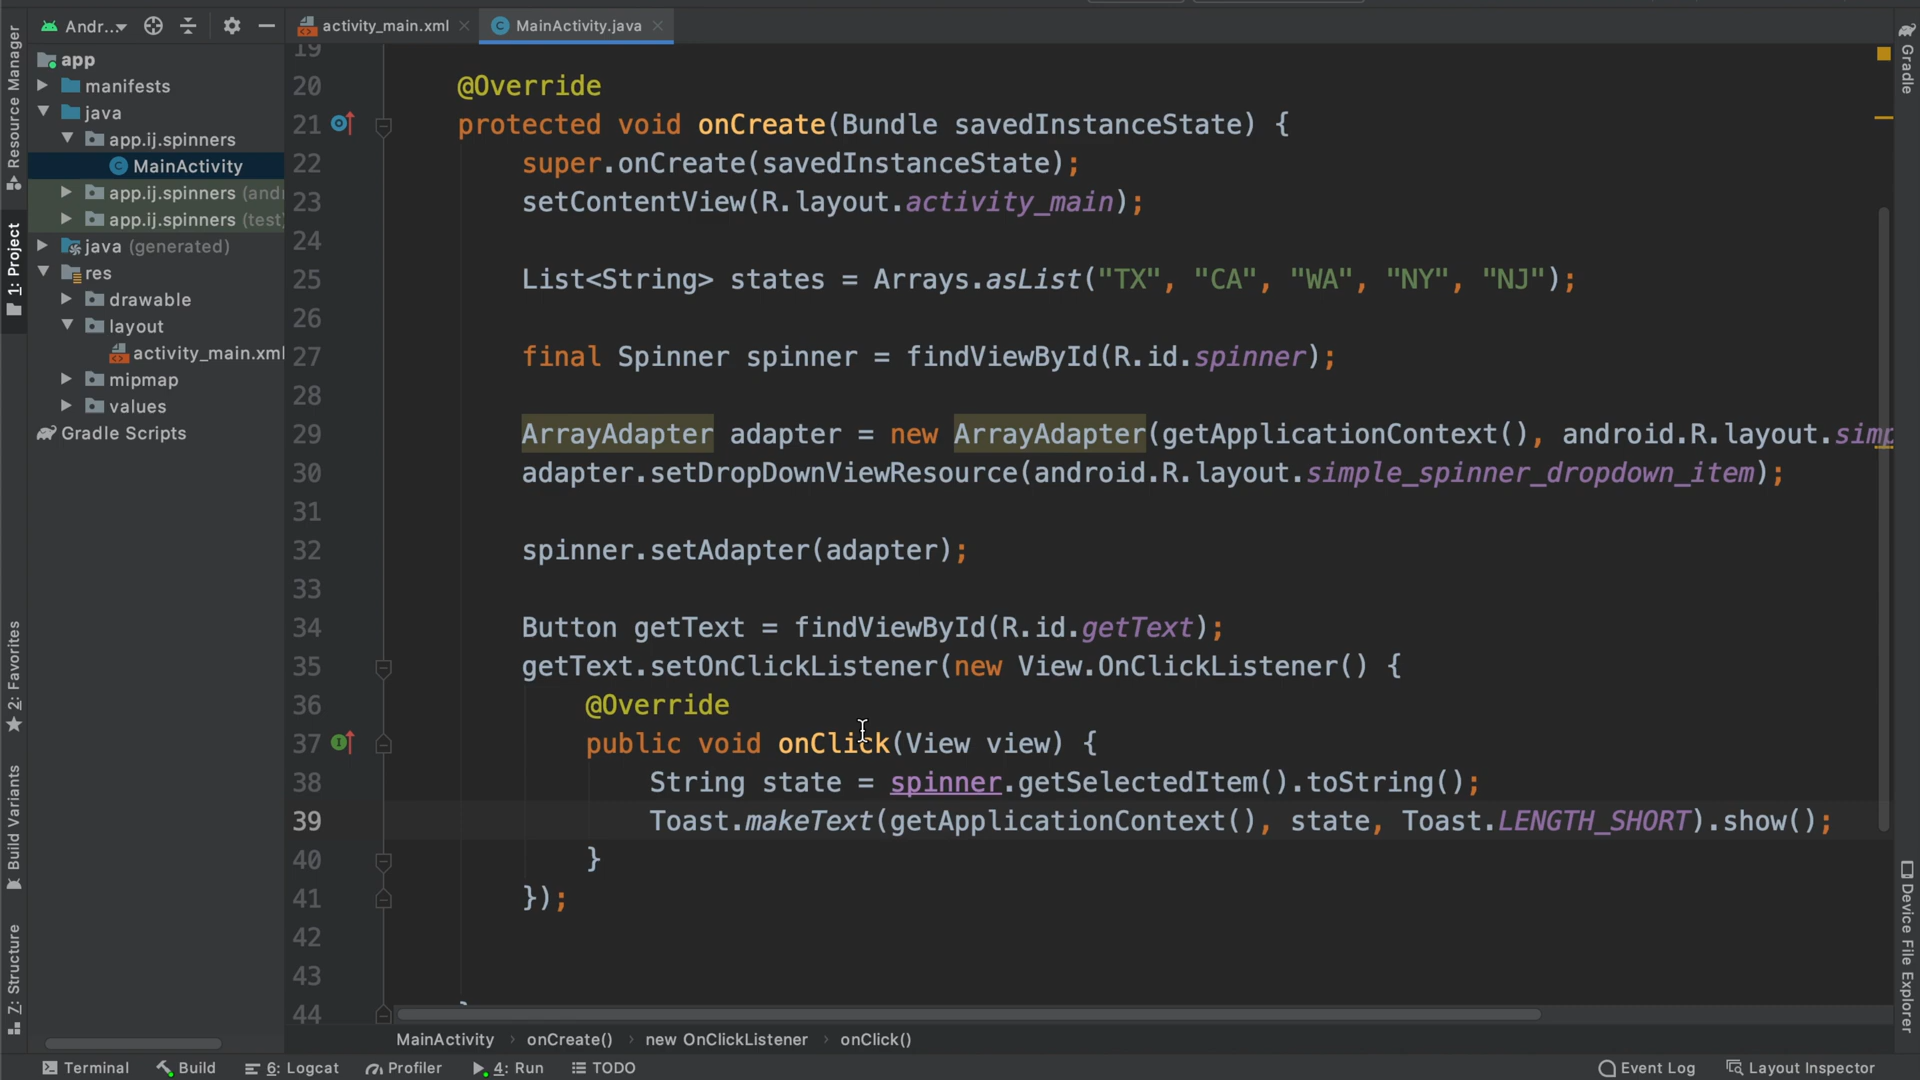 Andr...
activity_main.xml
MainActivity.java
Resource Manager
1: Project
2: Favorites
Build Variants
Z: Structure
app
manifests
java
app.ij.spinners
MainActivity
app.ij.spinners (and
app.ij.spinners (test
java (generated)
res
drawable
layout
activity_main.xml
mipmap
values
Gradle Scripts
19
20 @Override
21 protected void onCreate(Bundle savedInstanceState) {
22 super.onCreate(savedInstanceState);
23 setContentView(R.layout.activity_main);
24
25 List<String> states = Arrays.asList("TX", "CA", "WA", "NY", "NJ");
26
27 final Spinner spinner = findViewById(R.id.spinner);
28
29 ArrayAdapter adapter = new ArrayAdapter(getApplicationContext(), android.R.layout.simp
30 adapter.setDropDownViewResource(android.R.layout.simple_spinner_dropdown_item);
31
32 spinner.setAdapter(adapter);
33
34 Button getText = findViewById(R.id.getText);
35 getText.setOnClickListener(new View.OnClickListener() {
36 @Override
37 public void onClick(View view) {
38 String state = spinner.getSelectedItem().toString();
39 Toast.makeText(getApplicationContext(), state, Toast.LENGTH_SHORT).show();
40 }
41 });
42
43
44
MainActivity › onCreate() › new OnClickListener › onClick()
Gradle
Device File Explorer
Terminal Build 6: Logcat Profiler 4: Run TODO Event Log Layout Inspector